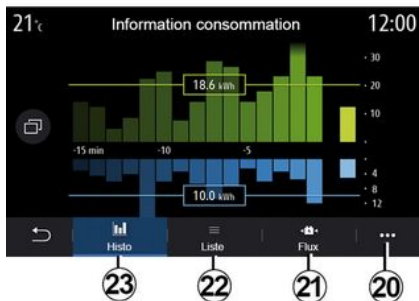 21°c Information consommation 12:00
30
18.6 kWh 20
10
-15 min -10 -5
4
8
10.0 kWh 12
Histo Liste Flux
23 22 21 20